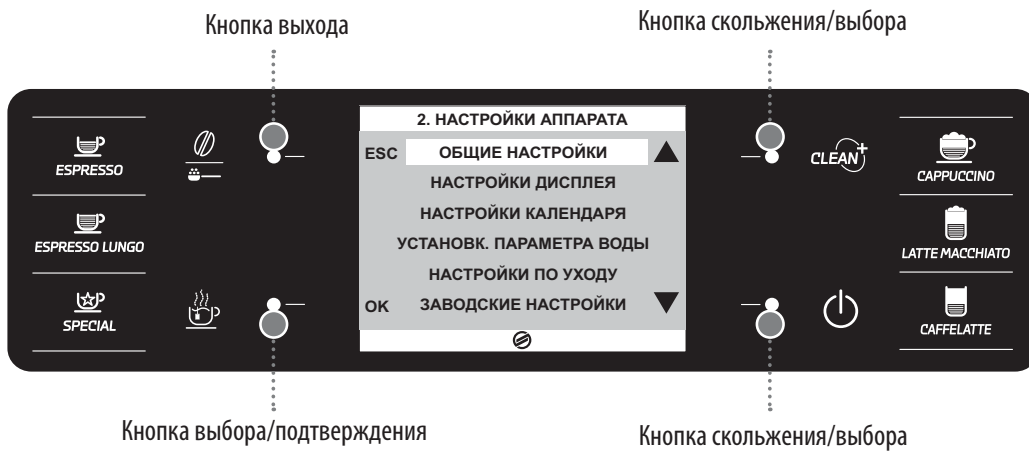 Кнопка выхода
Кнопка скольжения/выбора
2. НАСТРОЙКИ АППАРАТА
ESC
ОБЩИЕ НАСТРОЙКИ
НАСТРОЙКИ ДИСПЛЕЯ
НАСТРОЙКИ КАЛЕНДАРЯ
УСТАНОВК. ПАРАМЕТРА ВОДЫ
НАСТРОЙКИ ПО УХОДУ
OK
ЗАВОДСКИЕ НАСТРОЙКИ
ESPRESSO
ESPRESSO LUNGO
SPECIAL
CLEAN+
CAPPUCCINO
LATTE MACCHIATO
CAFFELATTE
Кнопка выбора/подтверждения
Кнопка скольжения/выбора